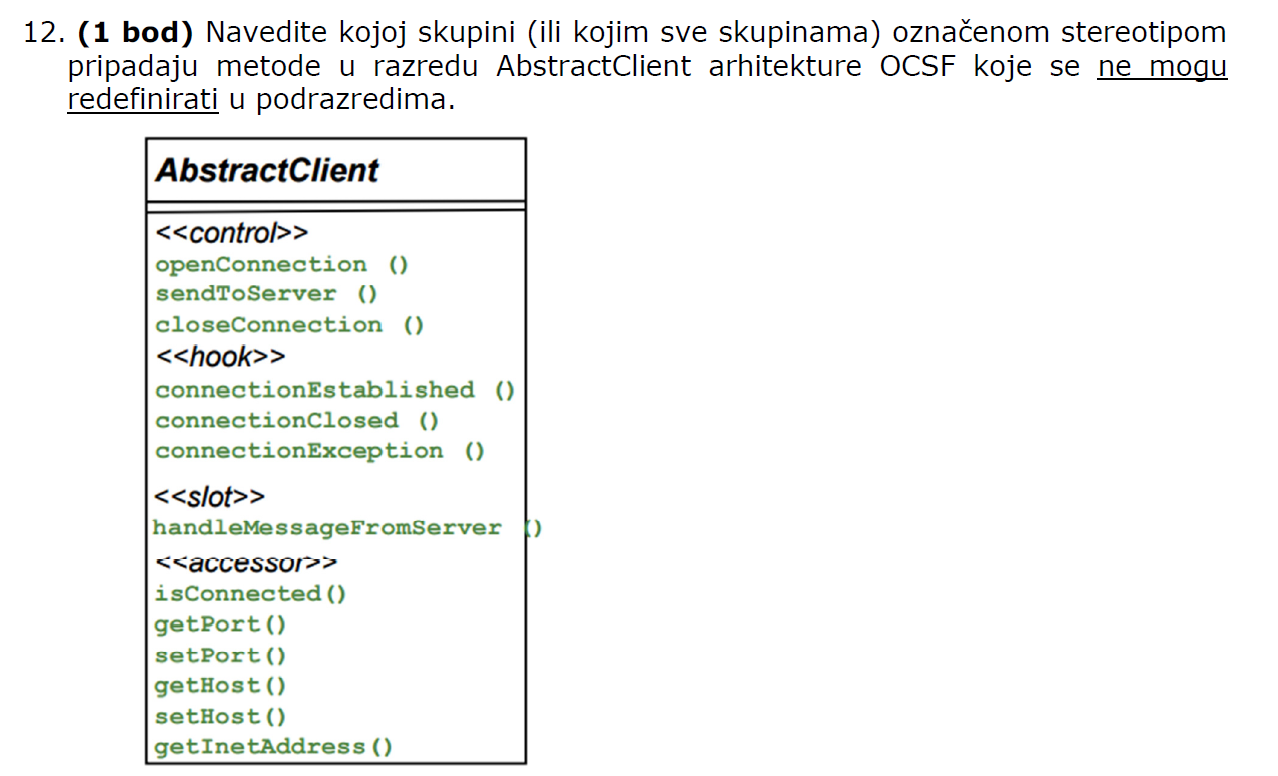 12. (1 bod) Navedite kojoj skupini (ili kojim sve skupinama) označenom stereotipom
pripadaju metode u razredu AbstractClient arhitekture OCSF koje se ne mogu
redefinirati u podrazredima.
AbstractClient
<<control>>
openConnection ()
sendToServer ()
closeConnection ()
<<hook>>
connectionEstablished ()
connectionClosed ()
connectionException ()
<<slot>>
handleMessageFromServer ()
<<accessor>>
isConnected()
getPort()
setPort()
getHost()
setHost()
getInetAddress()